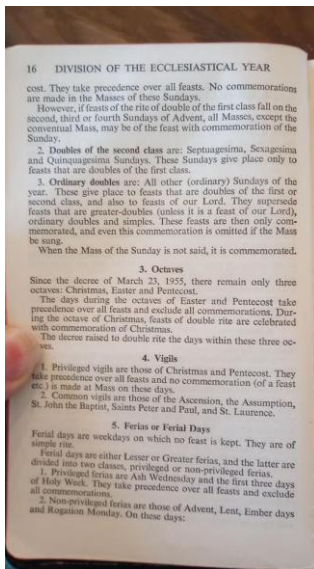 16 DIVISION OF THE ECCLESIASTICAL YEAR
cost. They take precedence over all feasts. No commemorations
are made in the Masses of these Sundays.
However, if feasts of the rite of double of the first class fall on the
second, third or fourth Sundays of Advent, all Masses, except the
conventual Mass, may be of the feast with commemoration of the
Sunday.
2. Doubles of the second class are: Septuagesima, Sexagesima
and Quinquagesima Sundays. These Sundays give place only to
feasts that are doubles of the first class.
3. Ordinary doubles are: All other (ordinary) Sundays of the
year. These give place to feasts that are doubles of the first or
second class, and also to feasts of our Lord. They supersede
feasts that are greater-doubles (unless it is a feast of our Lord),
ordinary doubles and simples. These feasts are then only com-
memorated, and even this commemoration is omitted if the Mass
be sung.
When the Mass of the Sunday is not said, it is commemorated.
3. Octaves
Since the decree of March 23, 1955, there remain only three
octaves: Christmas, Easter and Pentecost.
The days during the octaves of Easter and Pentecost take
precedence over all feasts and exclude all commemorations. Dur-
ing the octave of Christmas, feasts of double rite are celebrated
with commemoration of Christmas.
The decree raised to double rite the days within these three oc-
taves.
4. Vigils
1. Privileged vigils are those of Christmas and Pentecost. They
take precedence over all feasts and no commemoration (of a feast
etc.) is made at Mass on these days.
2. Common vigils are those of the Ascension, the Assumption,
St. John the Baptist, Saints Peter and Paul, and St. Laurence.
5. Ferias or Ferial Days
Ferial days are weekdays on which no feast is kept. They are of
simple rite.
Ferial days are either Lesser or Greater ferias, and the latter are
divided into two classes, privileged or non-privileged ferias.
1. Privileged ferias are Ash Wednesday and the first three days
of Holy Week. They take precedence over all feasts and exclude
all commemorations.
2. Non-privileged ferias are those of Advent, Lent, Ember days
and Rogation Monday. On these days: